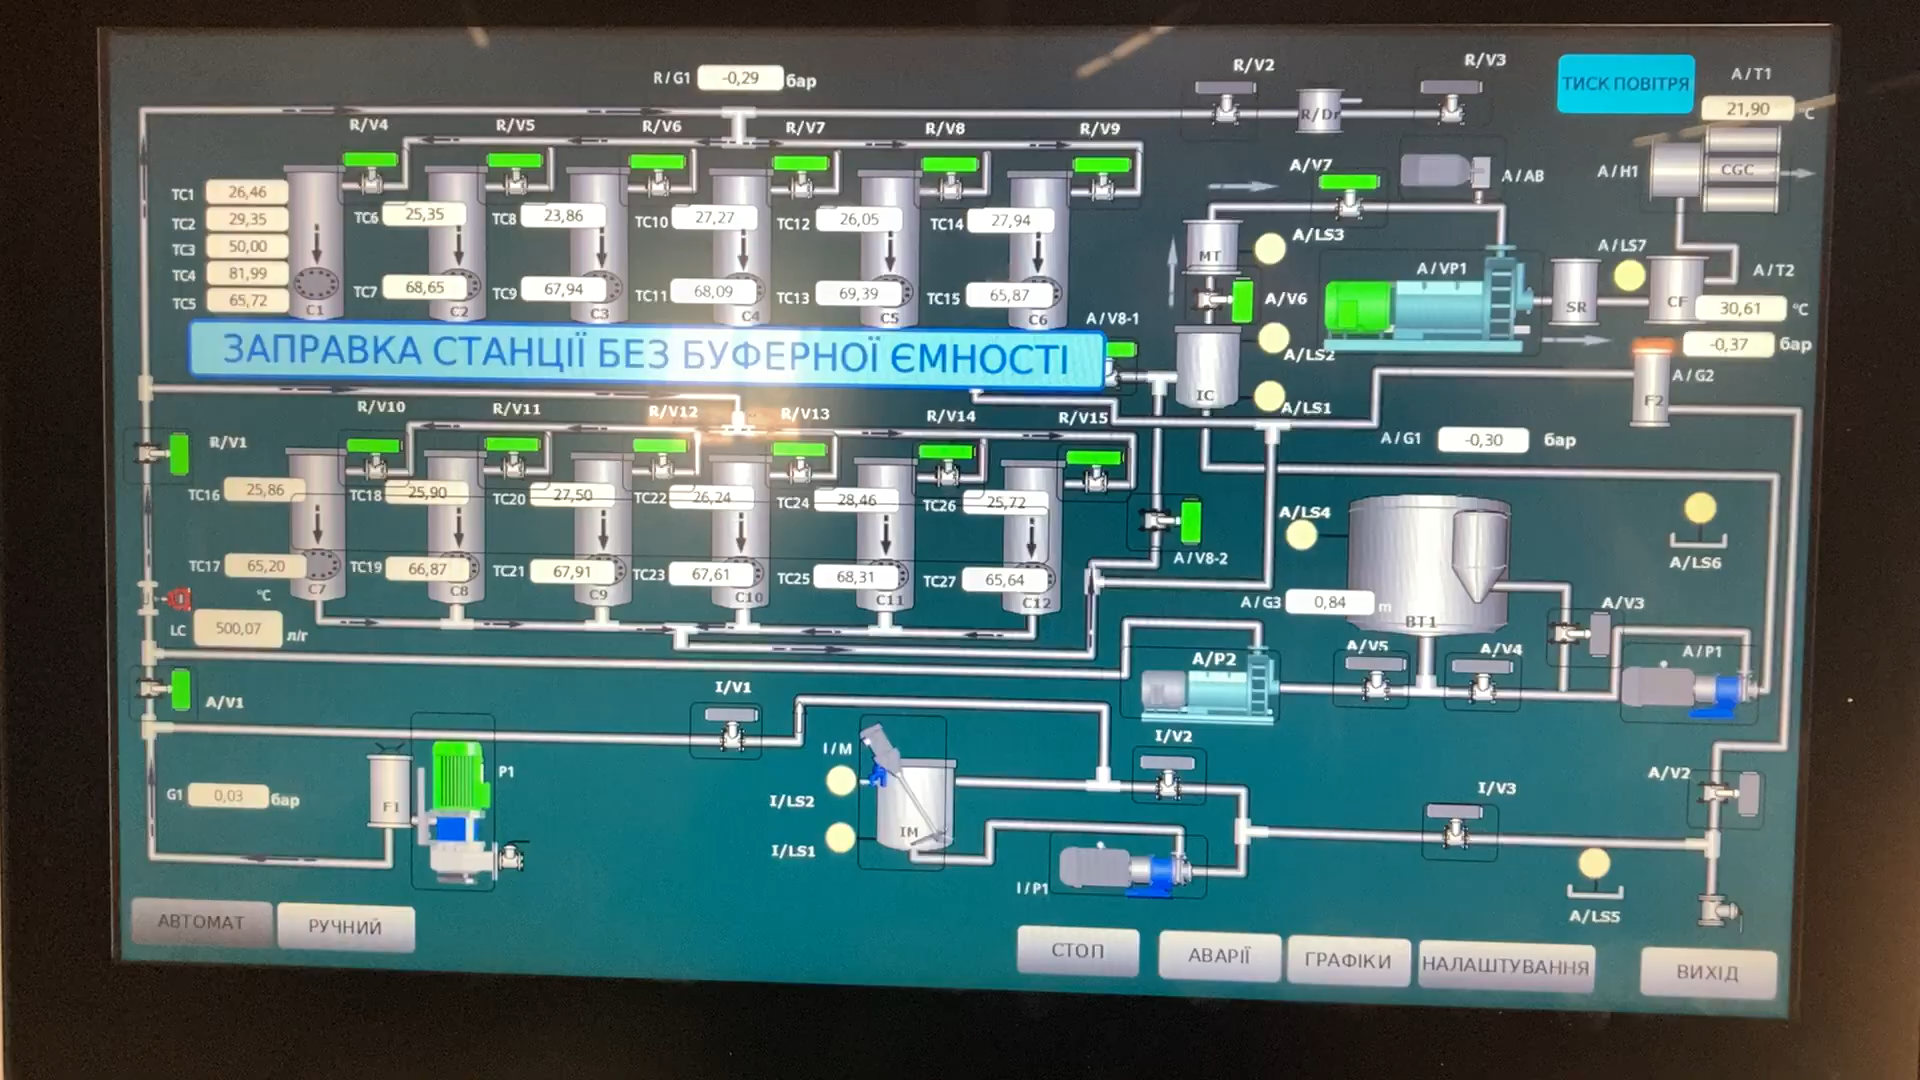 R/G1 -0,29 бар
R/V2
R/V3
ТИСК ПОВІТРЯ
A/T1
21,90 °C
R/V4 R/V5 R/V6 R/V7 R/V8 R/V9
R/Dr
A/V7
A/AB
A/H1
CGC
TC1 26,46
TC2 29,35
TC3 50,00
TC4 81,99
TC5 65,72
TC6 25,35
TC8 23,86
TC10 27,27
TC12 26,05
TC14 27,94
TC7 68,65
TC9 67,94
TC11 68,09
TC13 69,39
TC15 65,87
C1 C2 C3 C4 C5 C6
MT
A/LS3
A/V6
A/VP1
A/LS7
SR
CF
A/T2
30,61 °C
-0,37 бар
A/G2
F2
ЗАПРАВКА СТАНЦІЇ БЕЗ БУФЕРНОЇ ЄМНОСТІ
A/V8-1
A/LS2
IC
A/LS1
R/V10 R/V11 R/V12 R/V13 R/V14 R/V15
A/G1 -0,30 бар
R/V1
TC16 25,86
TC18 25,90
TC20 27,50
TC22 26,24
TC24 28,46
TC26 25,72
A/V8-2
A/LS4
A/LS6
TC17 65,20
TC19 66,87
TC21 67,91
TC23 67,61
TC25 68,31
TC27 65,64
°C
C7 C8 C9 C10 C11 C12
A/G3 0,84 m
BT1
A/V3
LC 500,07 л/г
A/V5
A/V4
A/P1
A/P2
A/V1
I/V1
I/V2
I/M
P1
A/V2
G1 0,03 бар
F1
I/LS2
I/LS1
IM
I/V3
I/P1
A/LS5
АВТОМАТ
РУЧНИЙ
СТОП
АВАРІЇ
ГРАФІКИ
НАЛАШТУВАННЯ
ВИХІД